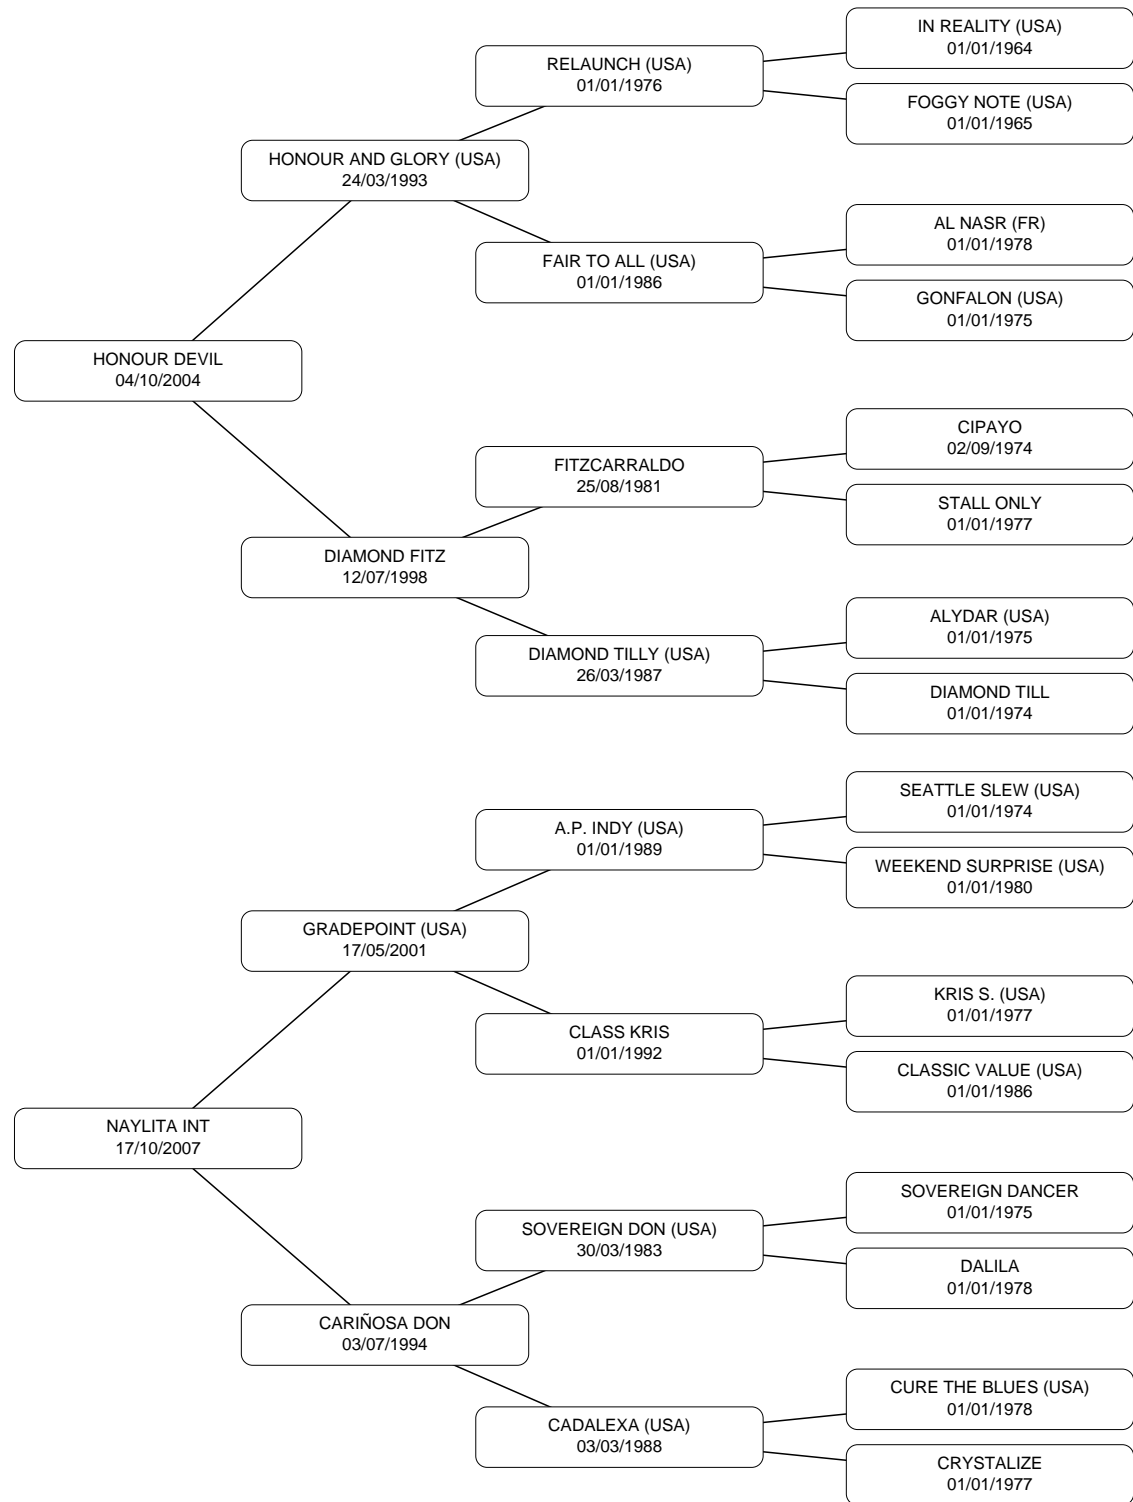 IN REALITY (USA)
01/01/1964
RELAUNCH (USA)
01/01/1976
FOGGY NOTE (USA)
01/01/1965
HONOUR AND GLORY (USA)
24/03/1993
AL NASR (FR)
01/01/1978
FAIR TO ALL (USA)
01/01/1986
GONFALON (USA)
01/01/1975
HONOUR DEVIL
04/10/2004
CIPAYO
02/09/1974
FITZCARRALDO
25/08/1981
STALL ONLY
01/01/1977
DIAMOND FITZ
12/07/1998
ALYDAR (USA)
01/01/1975
DIAMOND TILLY (USA)
26/03/1987
DIAMOND TILL
01/01/1974
SEATTLE SLEW (USA)
01/01/1974
A.P. INDY (USA)
01/01/1989
WEEKEND SURPRISE (USA)
01/01/1980
GRADEPOINT (USA)
17/05/2001
KRIS S. (USA)
01/01/1977
CLASS KRIS
01/01/1992
CLASSIC VALUE (USA)
01/01/1986
NAYLITA INT
17/10/2007
SOVEREIGN DANCER
01/01/1975
SOVEREIGN DON (USA)
30/03/1983
DALILA
01/01/1978
CARIÑOSA DON
03/07/1994
CURE THE BLUES (USA)
01/01/1978
CADALEXA (USA)
03/03/1988
CRYSTALIZE
01/01/1977